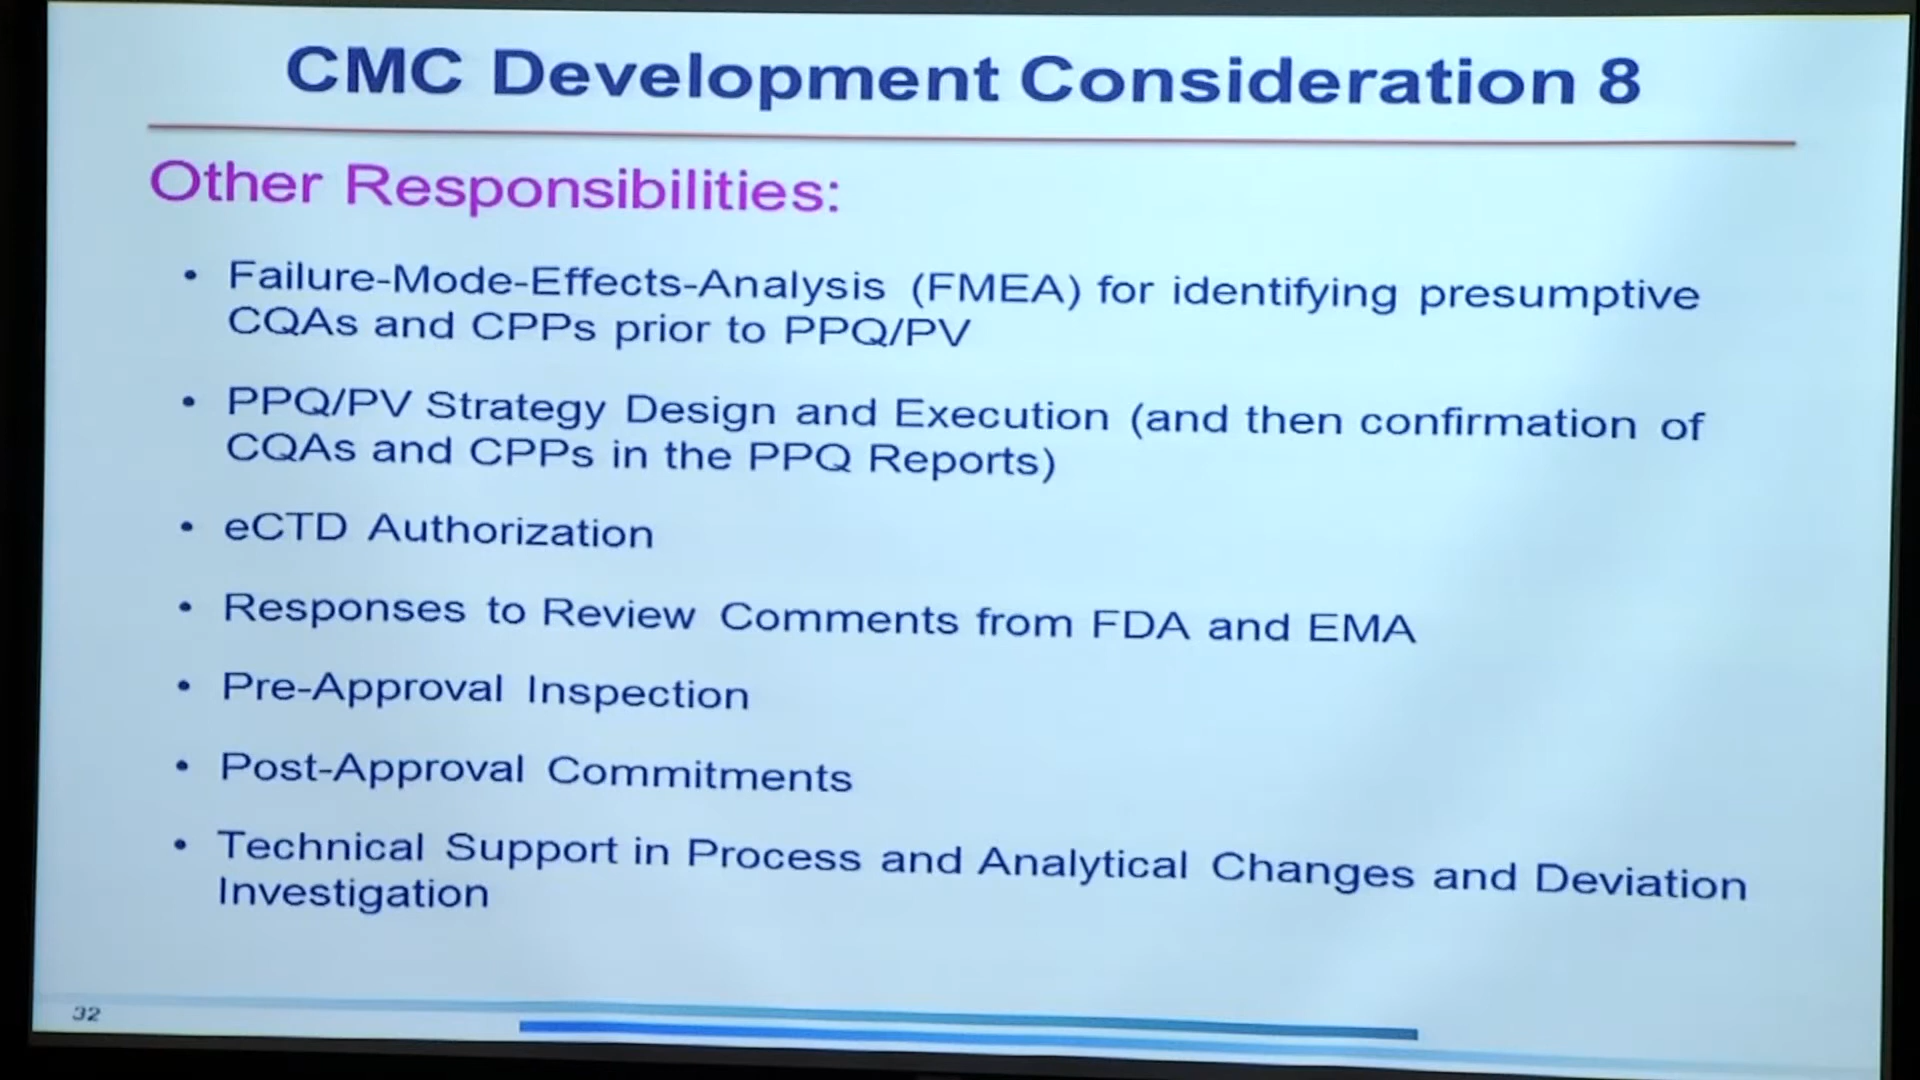 CMC Development Consideration 8
Other Responsibilities:
• Failure-Mode-Effects-Analysis (FMEA) for identifying presumptive
CQAs and CPPs prior to PPQ/PV
• PPQ/PV Strategy Design and Execution (and then confirmation of
CQAs and CPPs in the PPQ Reports)
• eCTD Authorization
• Responses to Review Comments from FDA and EMA
• Pre-Approval Inspection
• Post-Approval Commitments
• Technical Support in Process and Analytical Changes and Deviation
Investigation
32